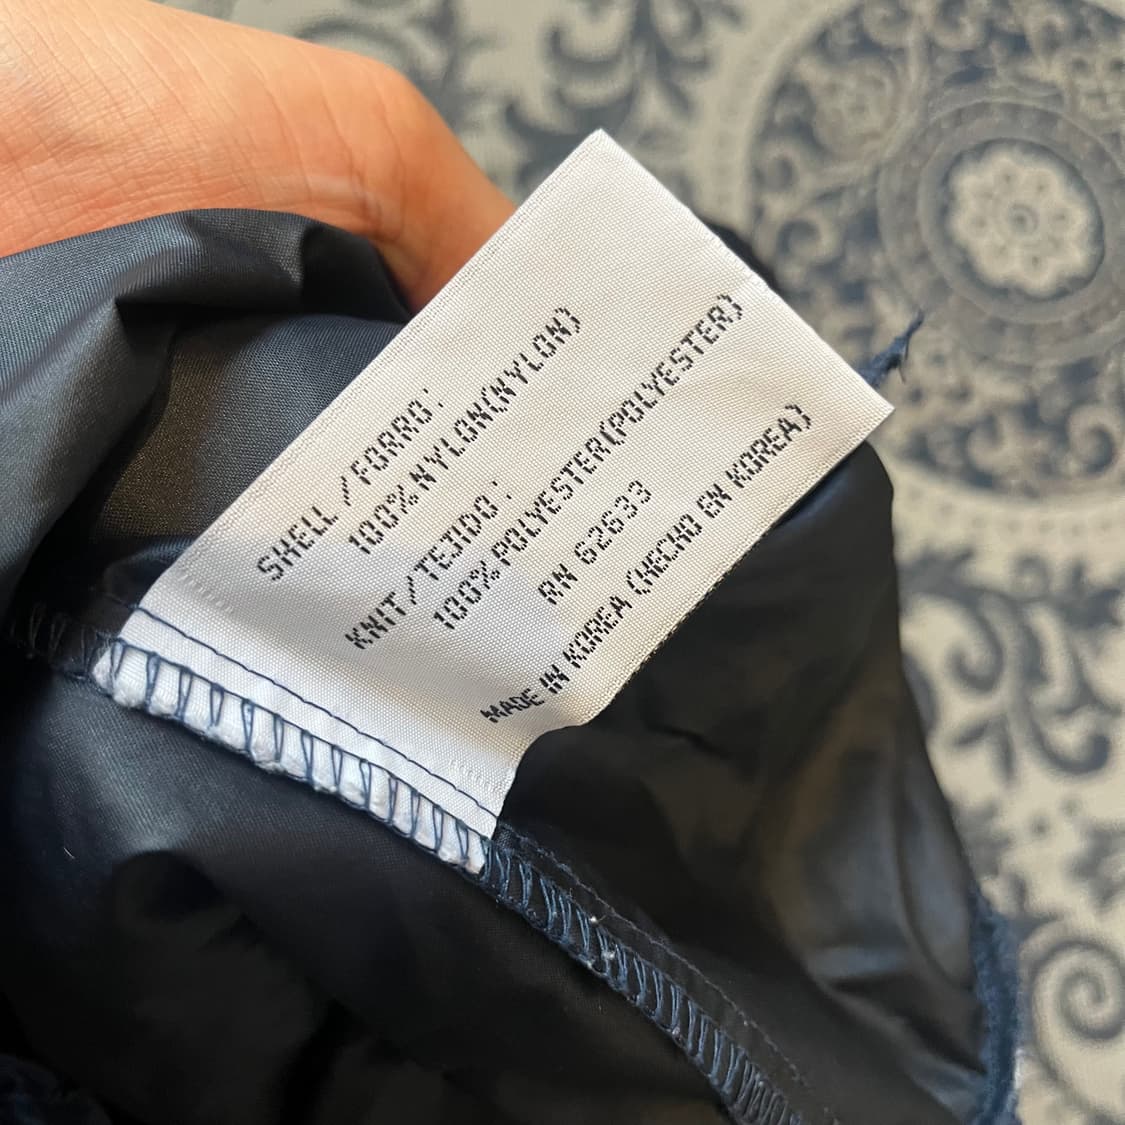 SHELL/FORRO:
100% NYLON(NYLON)
KNIT/TEJIDO:
100% POLYESTER(POLYESTER)
RN 62633
MADE IN KOREA (HECHO EN KOREA)